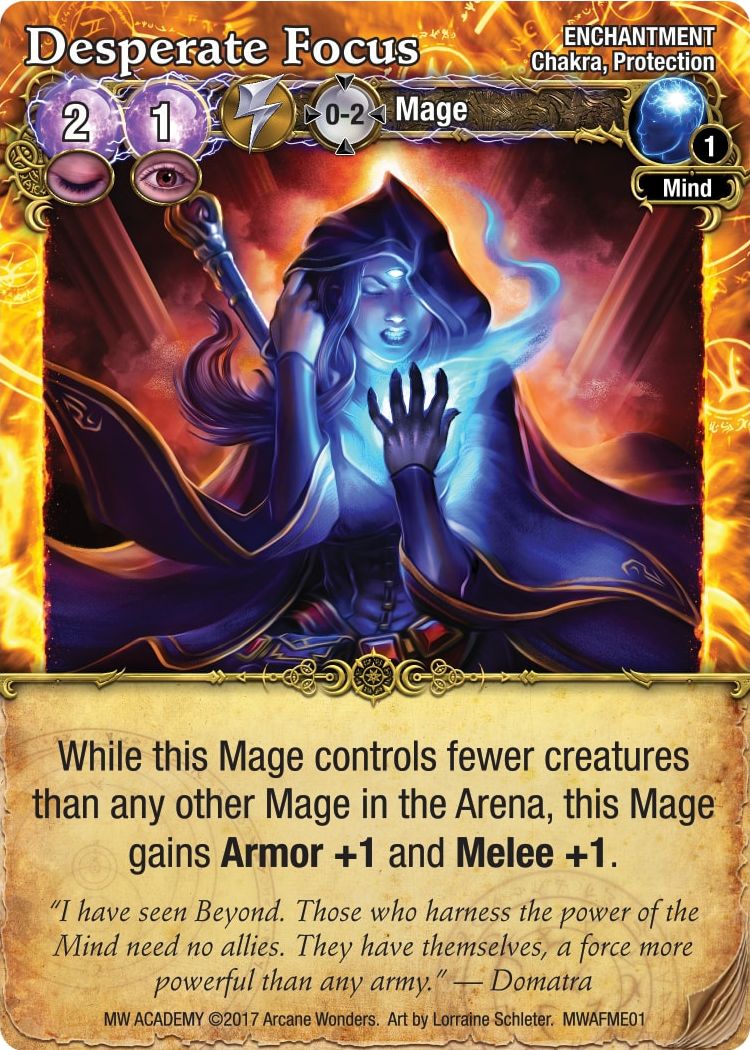 Desperate Focus
ENCHANTMENT
Chakra, Protection
2
1
0-2
Mage
1
Mind
While this Mage controls fewer creatures
than any other Mage in the Arena, this Mage
gains Armor +1 and Melee +1.
“I have seen Beyond. Those who harness the power of the
Mind need no allies. They have themselves, a force more
powerful than any army.” — Domatra
MW ACADEMY ©2017 Arcane Wonders. Art by Lorraine Schleter. MWAFME01